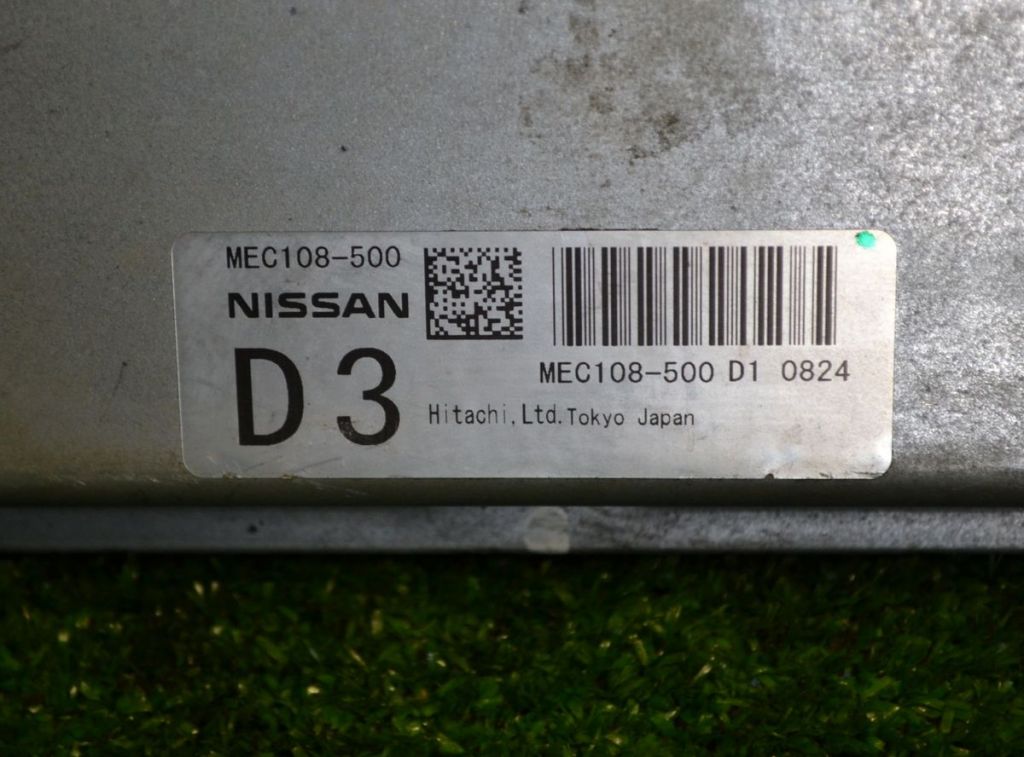 MEC108-500
NISSAN
D3
MEC108-500 D1 0824
Hitachi,Ltd.Tokyo Japan